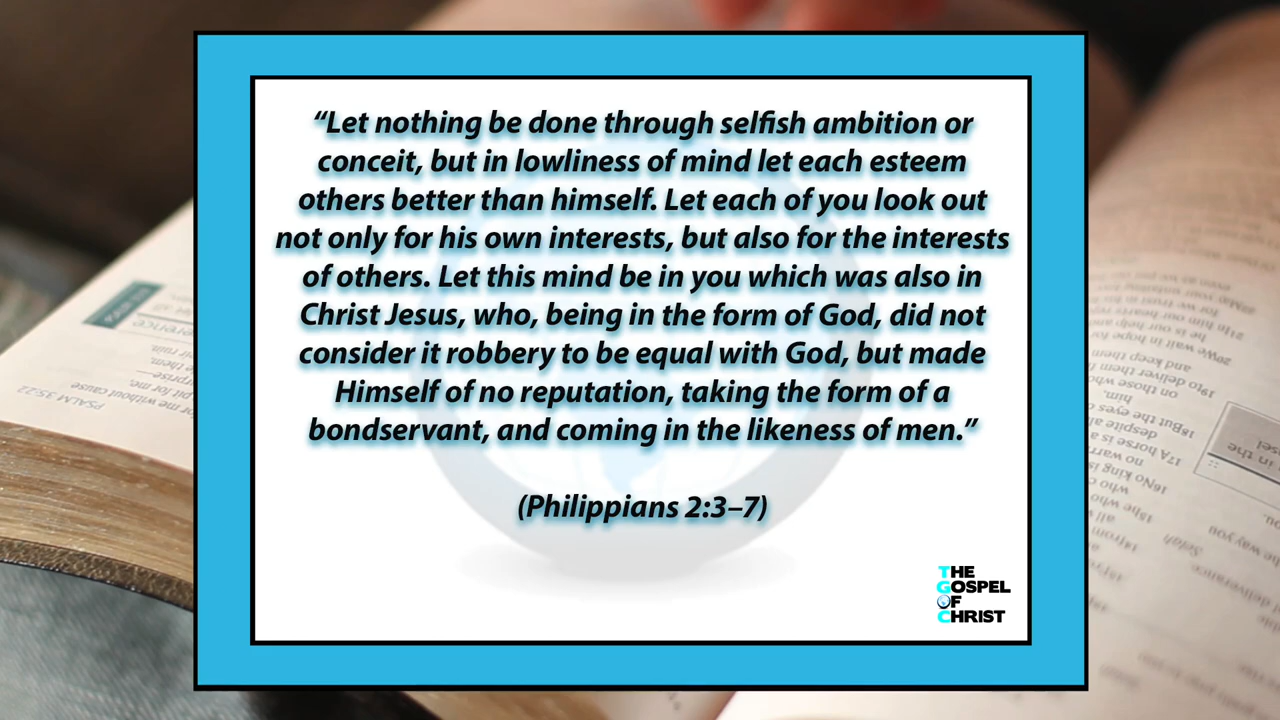 “Let nothing be done through selfish ambition or
conceit, but in lowliness of mind let each esteem
others better than himself. Let each of you look out
not only for his own interests, but also for the interests
of others. Let this mind be in you which was also in
Christ Jesus, who, being in the form of God, did not
consider it robbery to be equal with God, but made
Himself of no reputation, taking the form of a
bondservant, and coming in the likeness of men.”
(Philippians 2:3–7)
THE
GOSPEL
OF
CHRIST
PSALM 35:22